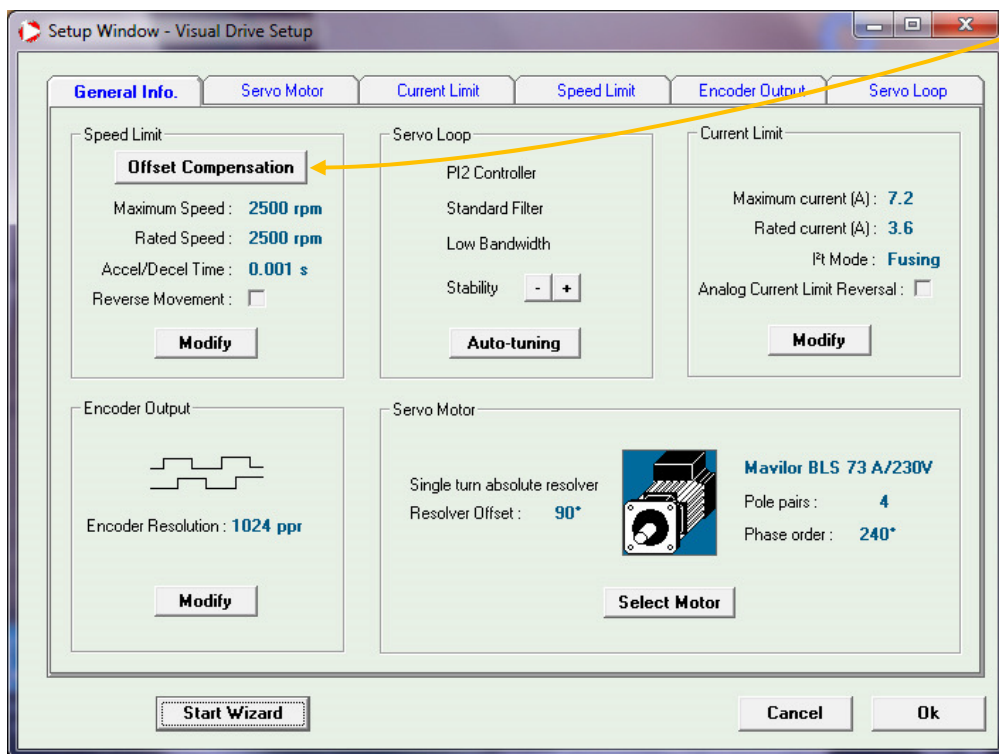 Setup Window - Visual Drive Setup
General Info. Servo Motor Current Limit Speed Limit Encoder Output Servo Loop
Speed Limit
Offset Compensation
Maximum Speed : 2500 rpm
Rated Speed : 2500 rpm
Accel/Decel Time : 0.001 s
Reverse Movement :
Modify
Servo Loop
PI2 Controller
Standard Filter
Low Bandwidth
Stability - +
Auto-tuning
Current Limit
Maximum current (A) : 7.2
Rated current (A) : 3.6
I²t Mode : Fusing
Analog Current Limit Reversal :
Modify
Encoder Output
Encoder Resolution : 1024 ppr
Modify
Servo Motor
Single turn absolute resolver
Resolver Offset : 90°
Mavilor BLS 73 A/230V
Pole pairs : 4
Phase order : 240°
Select Motor
Start Wizard Cancel Ok